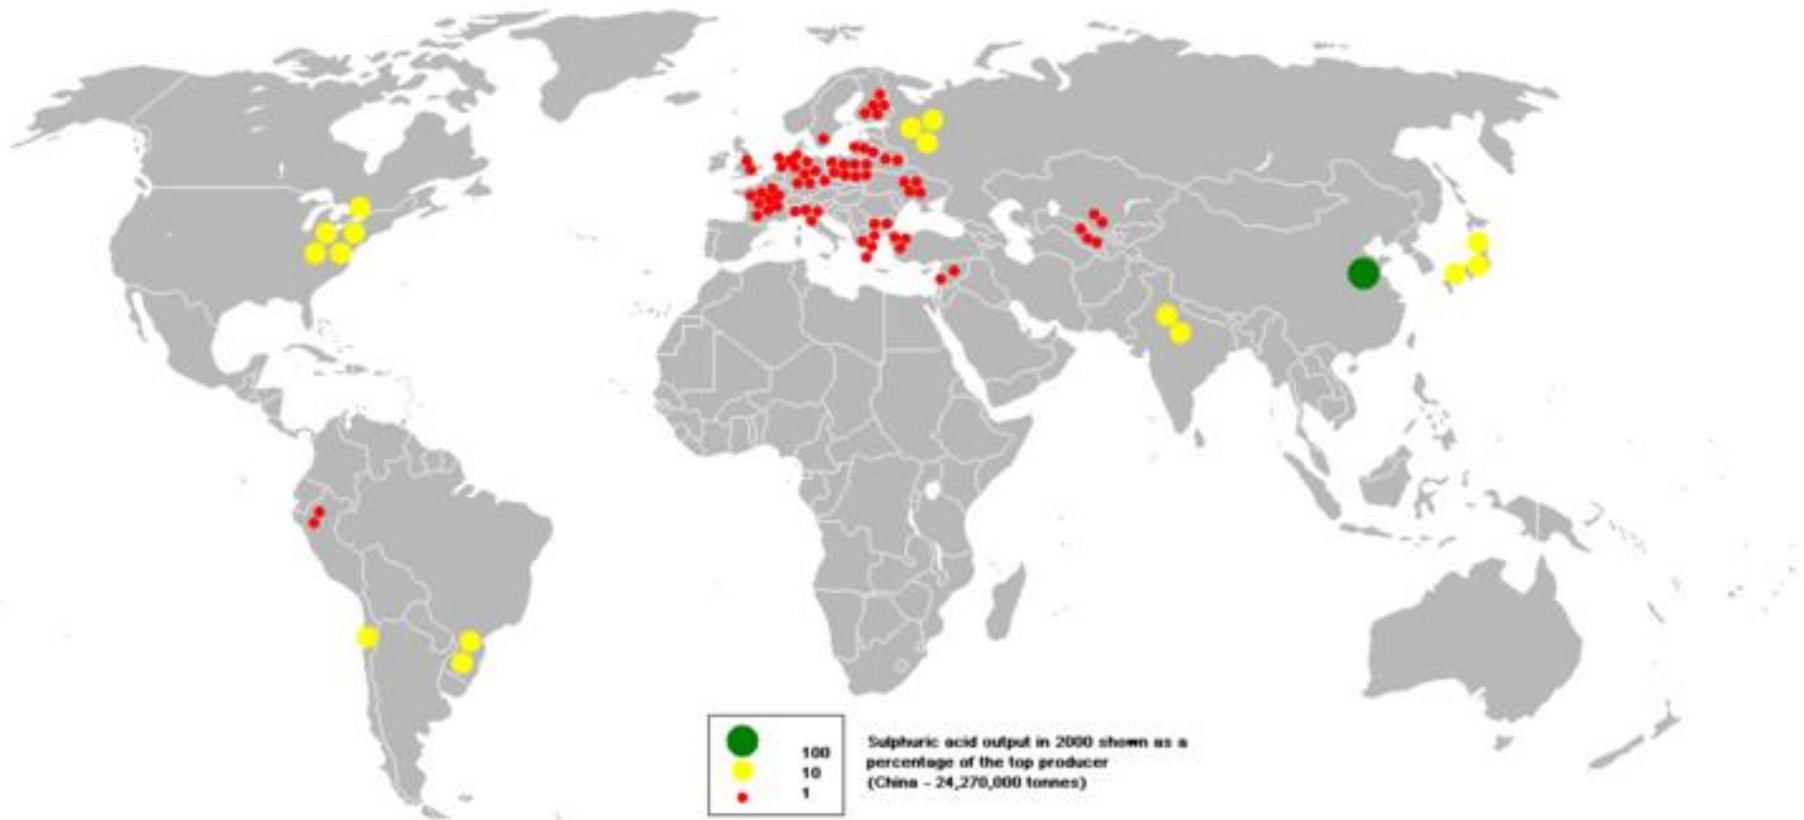 100
10
1
Sulphuric acid output in 2000 shown as a
percentage of the top producer
(China - 24,270,000 tonnes)